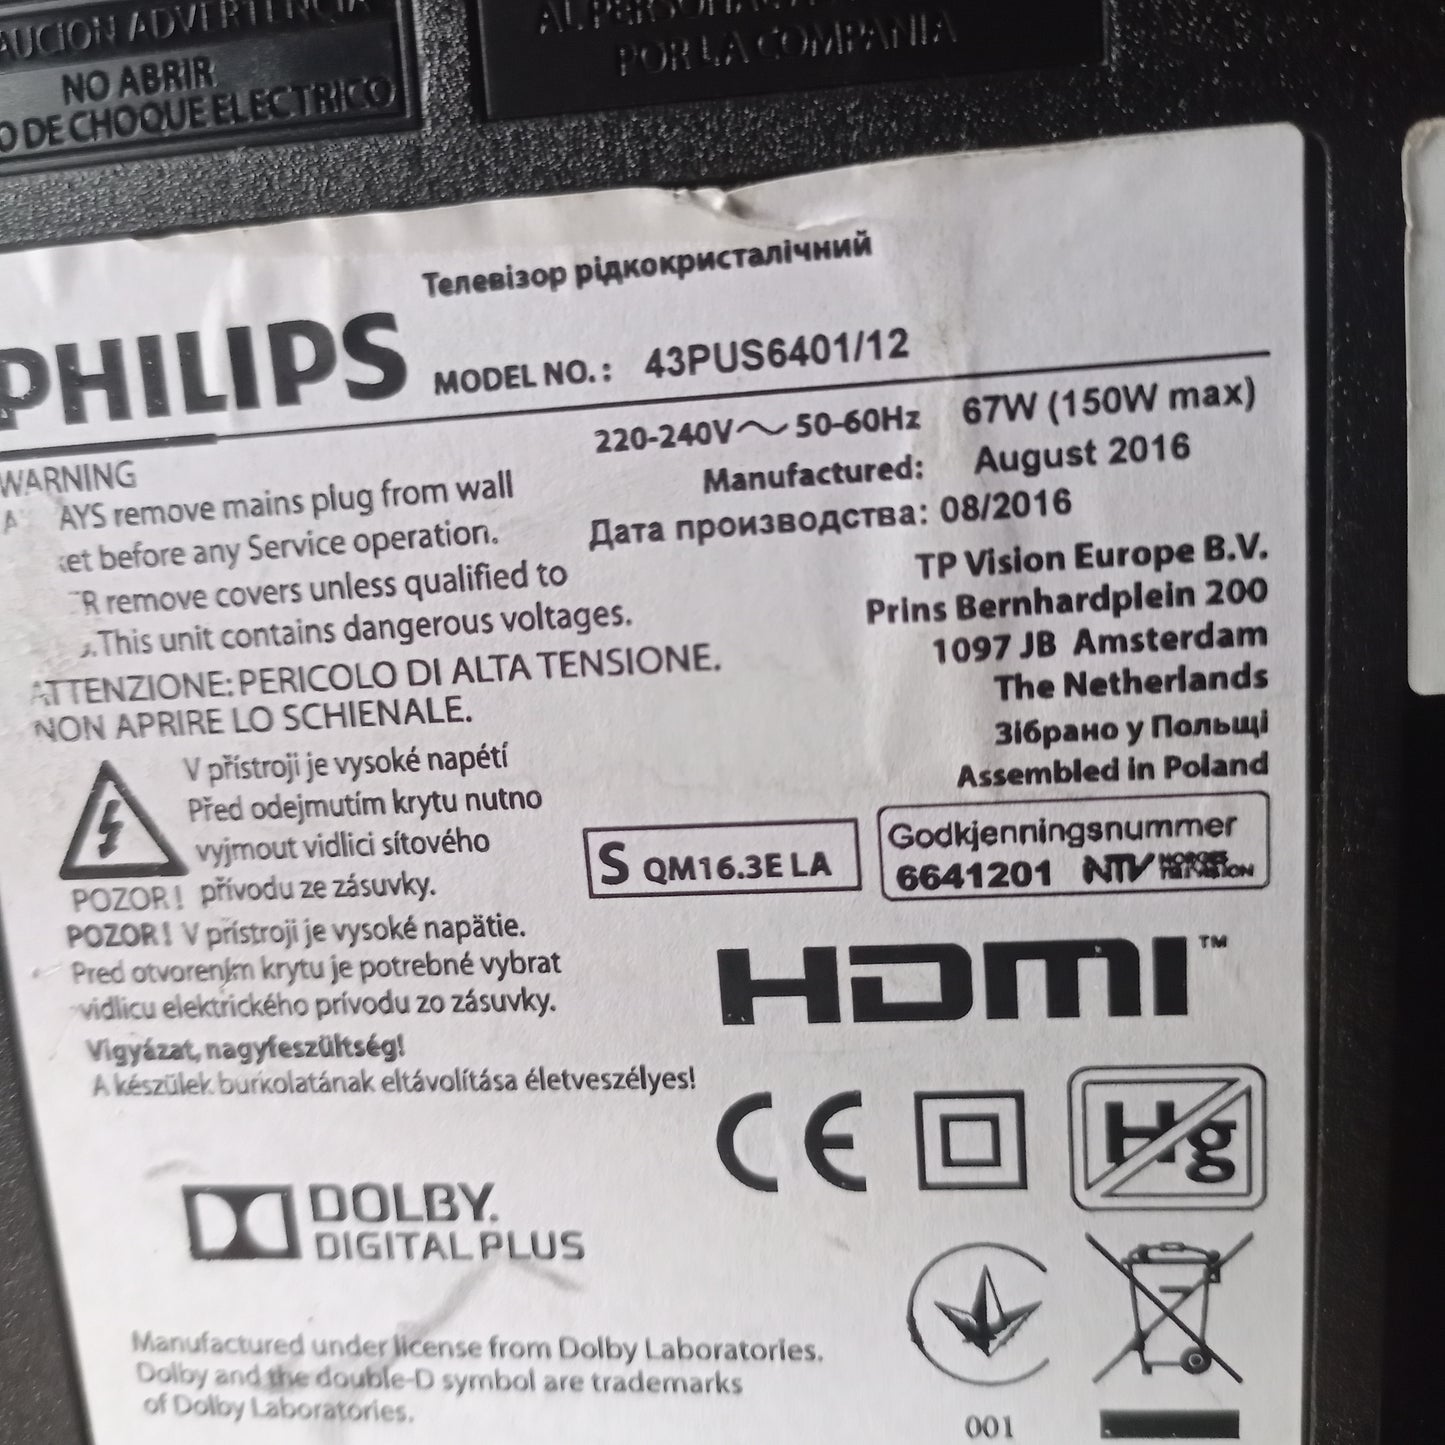 NO ABRIR
DE CHOQUE ELECTRICO
POR LA COMPANIA
Телевізор рідкокристалічний
PHILIPS
MODEL NO.: 43PUS6401/12
220-240V~ 50-60Hz 67W (150W max)
Manufactured: August 2016
Дата производства: 08/2016
TP Vision Europe B.V.
Prins Bernhardplein 200
1097 JB Amsterdam
The Netherlands
Зібрано у Польщі
Assembled in Poland
WARNING
AYS remove mains plug from wall
et before any Service operation.
R remove covers unless qualified to
. This unit contains dangerous voltages.
ATTENZIONE: PERICOLO DI ALTA TENSIONE.
NON APRIRE LO SCHIENALE.
V přístroji je vysoké napétí
Před odejmutím krytu nutno
vyjmout vidlici sítového
POZOR! přívodu ze zásuvky.
POZOR! V prístroji je vysoké napätie.
Pred otvorením krytu je potrebné vybrat
vidlicu elektrického prívodu zo zásuvky.
Vigyázat, nagyfeszültség!
A készülék burkolatának eltávolítása életveszélyes!
S QM16.3E LA
Godkjenningsnummer
6641201 NTV NORGES TELEVISION
HDMI™
CE
Hg
DOLBY.
DIGITAL PLUS
Manufactured under license from Dolby Laboratories.
Dolby and the double-D symbol are trademarks
of Dolby Laboratories.
001